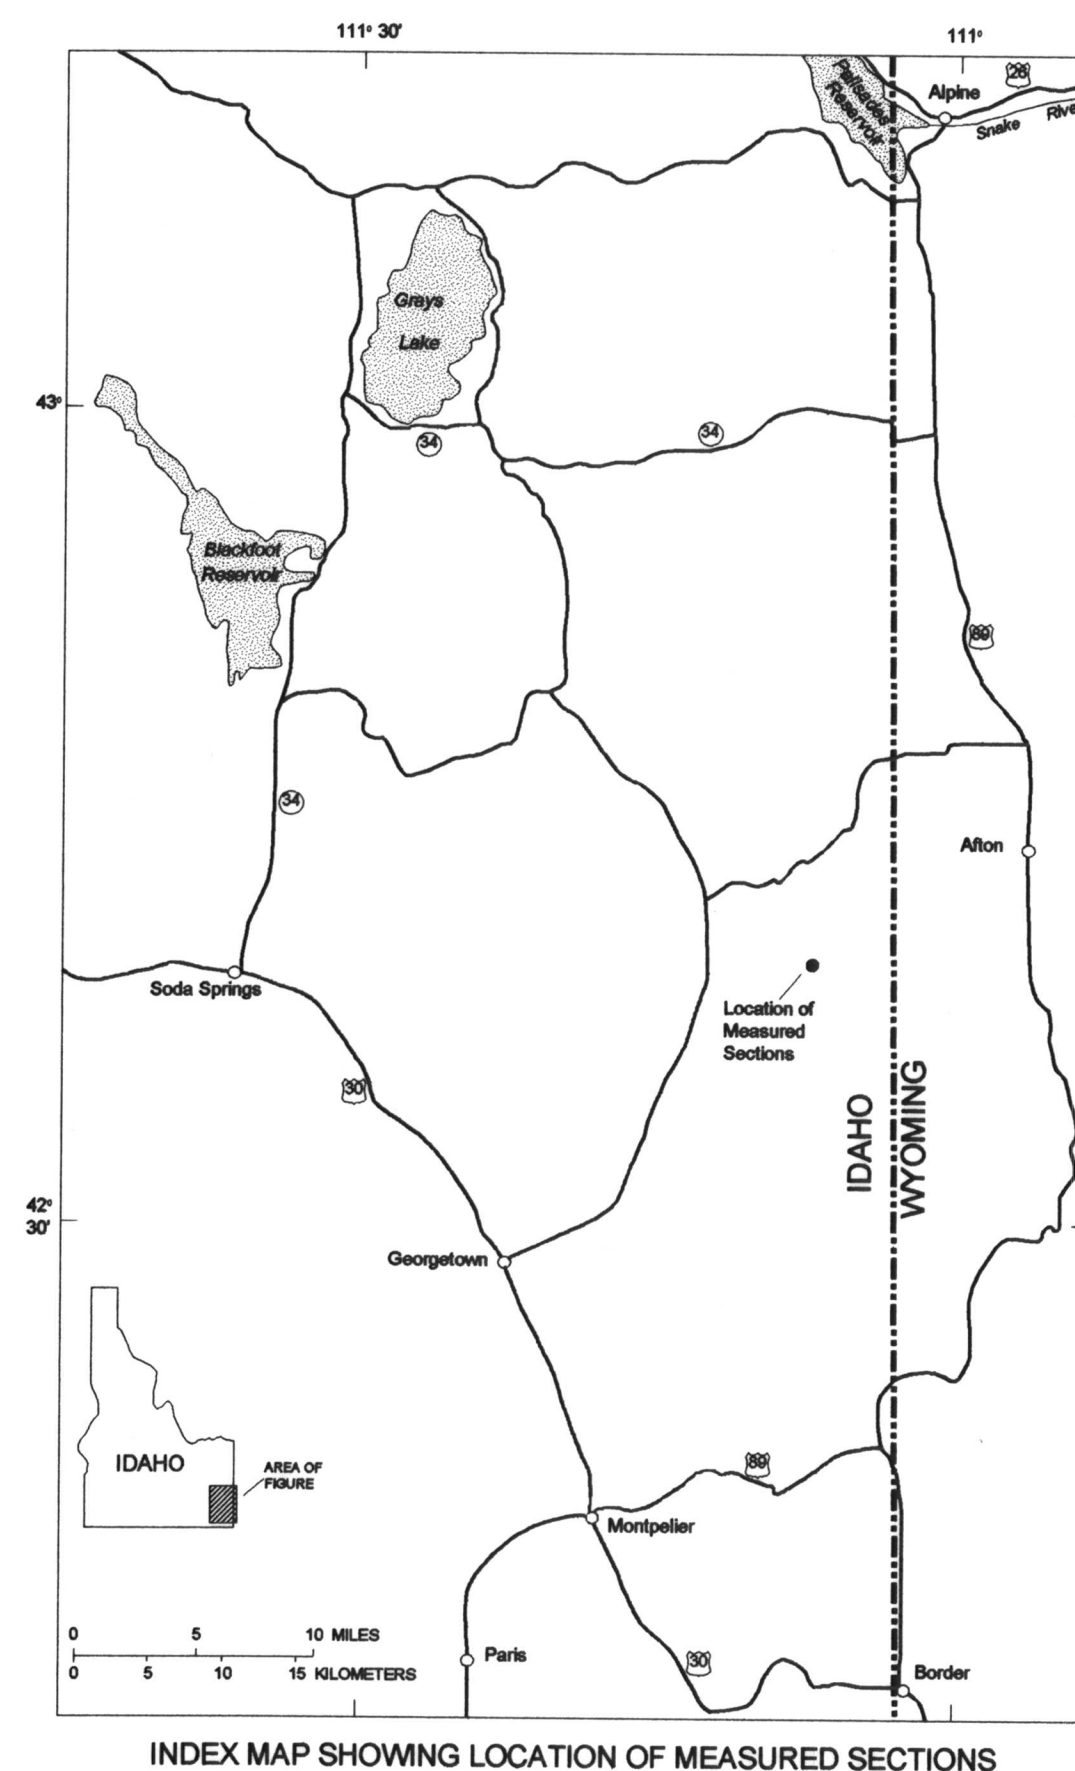 111° 30'
111°
26
Alpine
Palisades
Reservoir
Snake
Rive
Grays
Lake
43°
34
34
Blackfoot
Reservoir
89
34
Afton
Soda Springs
Location of
Measured
Sections
30
IDAHO
WYOMING
42°
30'
Georgetown
IDAHO
AREA OF
FIGURE
89
Montpelier
0 5 10 MILES
0 5 10 15 KILOMETERS
Paris
30
Border
INDEX MAP SHOWING LOCATION OF MEASURED SECTIONS